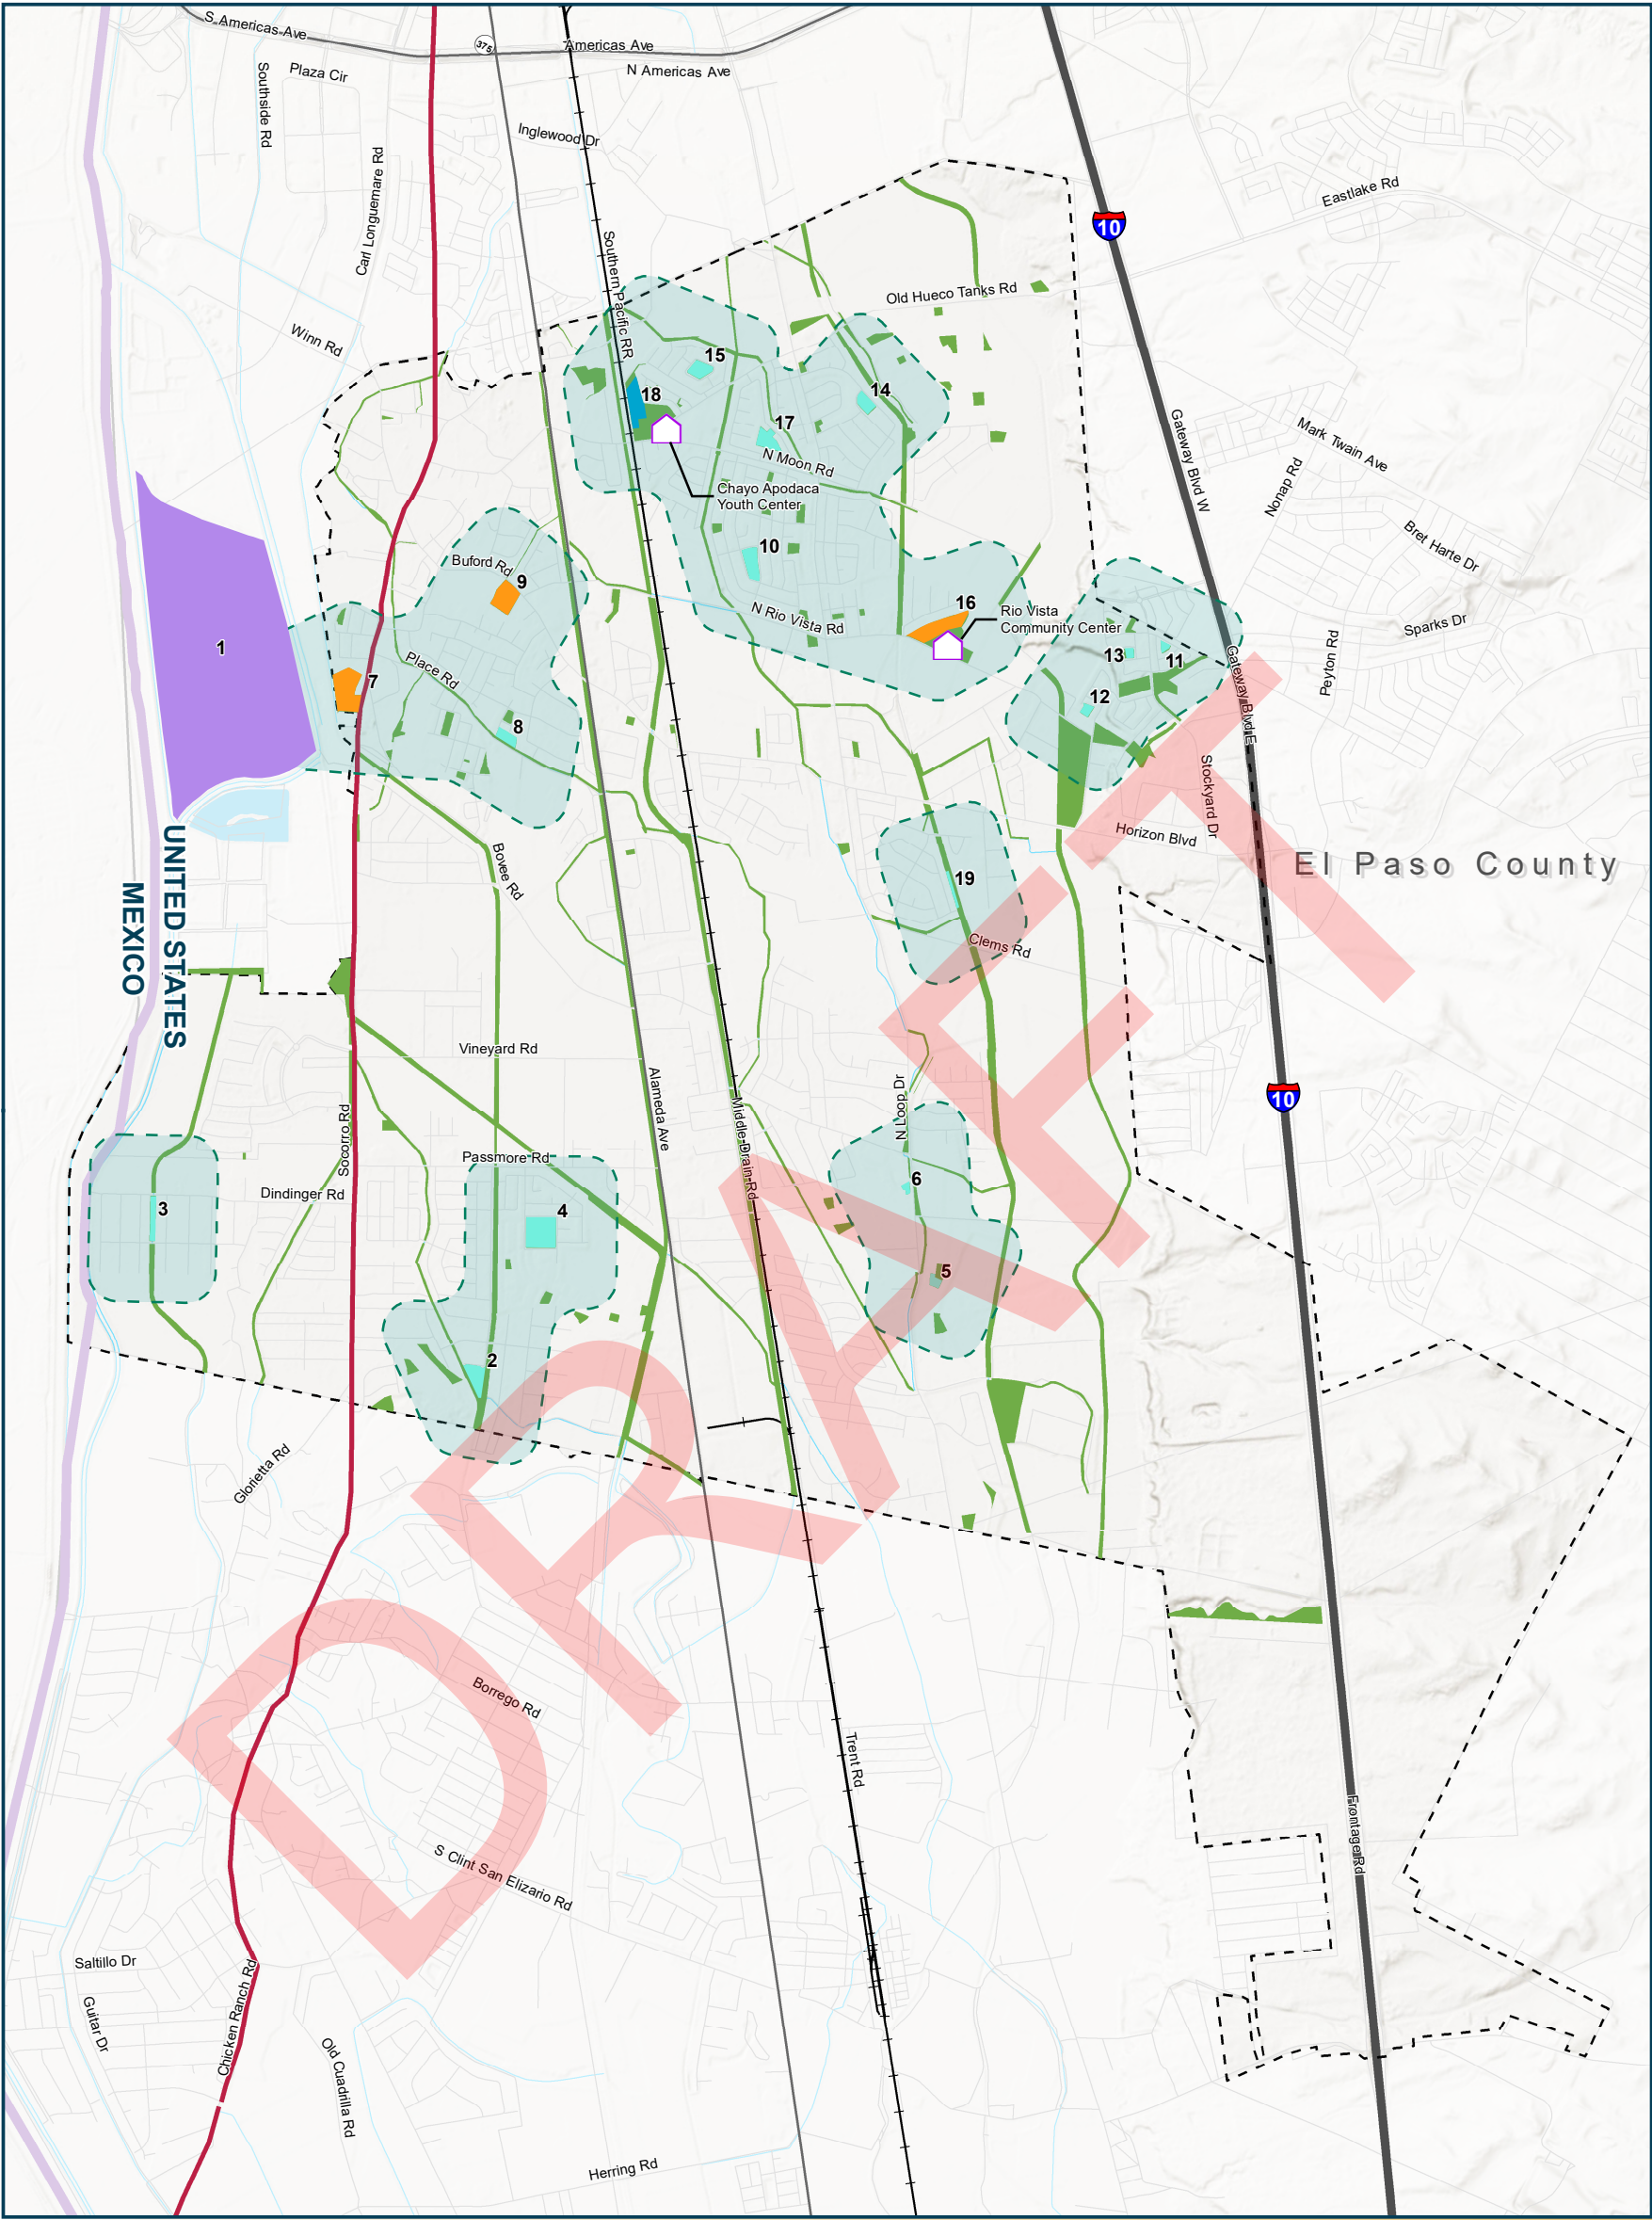 S Americas Ave
375
Americas Ave
N Americas Ave
Plaza Cir
Southside Rd
Carl Longuemare Rd
Inglewood Dr
Eastlake Rd
10
Southern Pacific RR
Old Hueco Tanks Rd
Winn Rd
15
18
14
17
N Moon Rd
Chayo Apodaca
Youth Center
Gateway Blvd W
Mark Twain Ave
Nonap Rd
Bret Harte Dr
10
Buford Rd
9
16
Rio Vista
Community Center
N Rio Vista Rd
Sparks Dr
1
Place Rd
7
8
13
11
12
Peyton Rd
Gateway Blvd E
Stockyard Dr
Horizon Blvd
El Paso County
UNITED STATES
MEXICO
Bovee Rd
19
Clems Rd
Vineyard Rd
Alameda Ave
Middle Drain Rd
N Loop Dr
10
Socorro Rd
Passmore Rd
Dindinger Rd
3
4
6
5
2
Glorietta Rd
DRAFT
Borrego Rd
Trent Rd
Frontage Rd
S Clint San Elizario Rd
Saltillo Dr
Guitar Dr
Chicken Ranch Rd
Old Cuadrilla Rd
Herring Rd